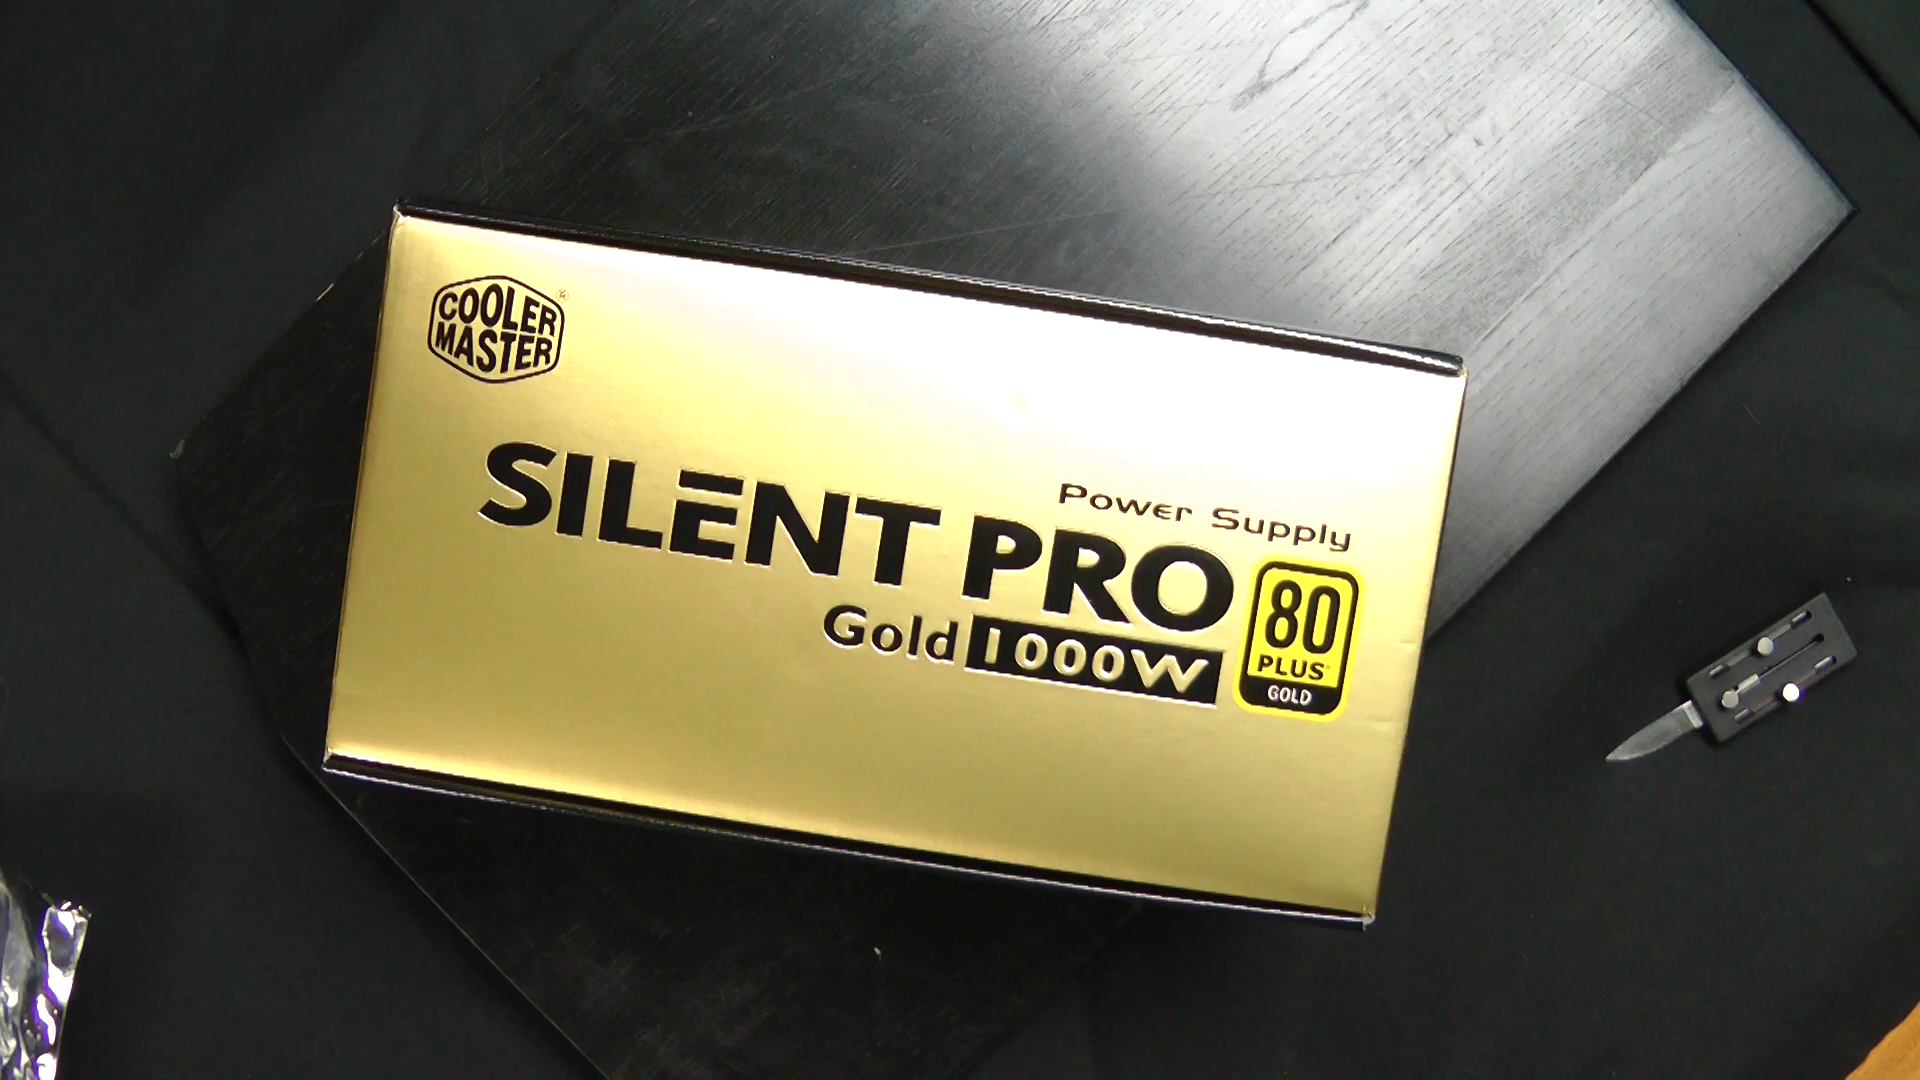 COOLER
MASTER
Power Supply
SILENT PRO
Gold 1000W
80
PLUS
GOLD